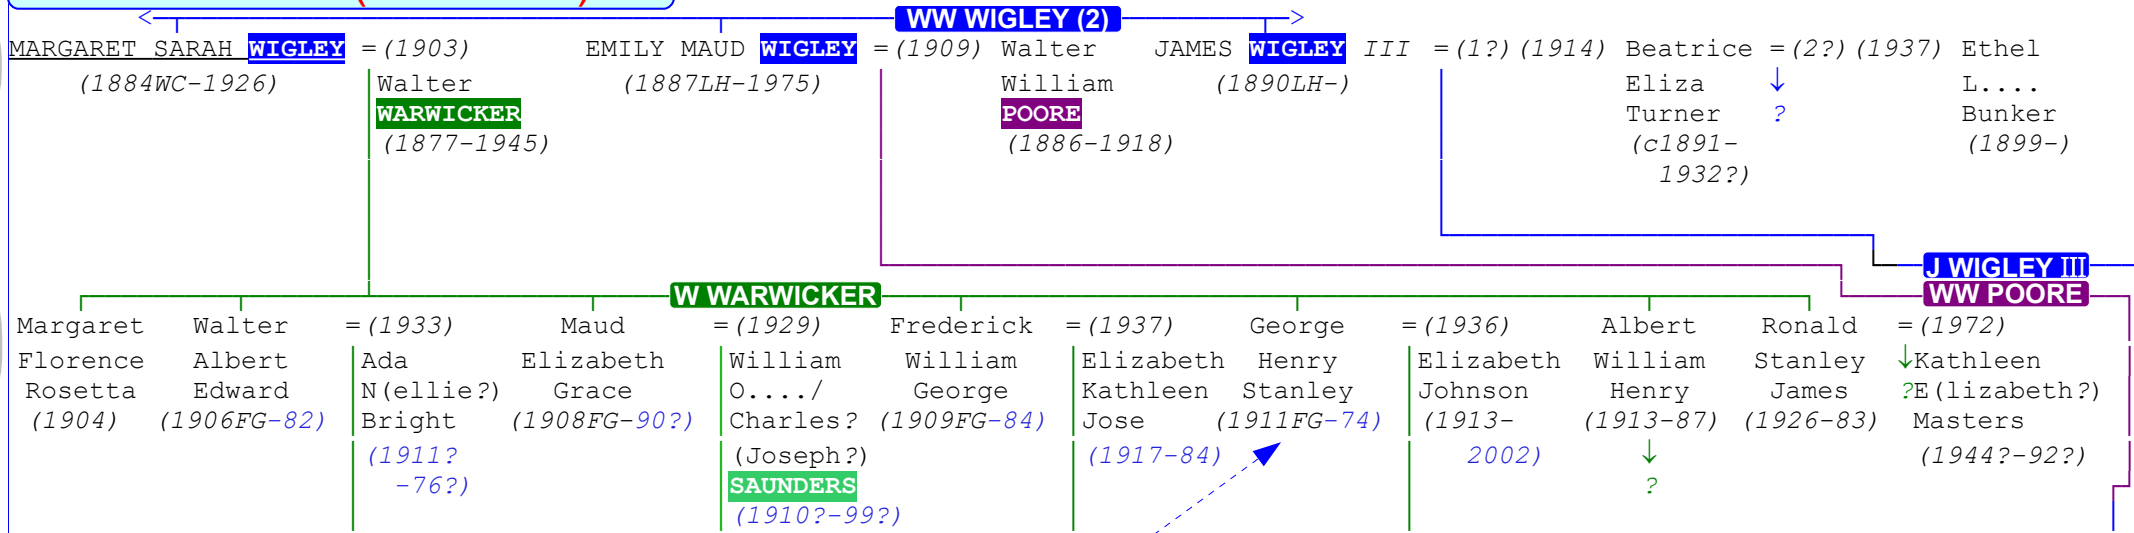 WW WIGLEY (2)
MARGARET SARAH WIGLEY =(1903) EMILY MAUD WIGLEY =(1909) Walter JAMES WIGLEY III =(1?)(1914) Beatrice =(2?)(1937) Ethel
(1884WC-1926) Walter (1887LH-1975) William (1890LH-) Eliza ↓ L....
WARWICKER POORE Turner ? Bunker
(1877-1945) (1886-1918) (c1891- (1899-)
1932?)
J WIGLEY III
W WARWICKER WW POORE
Margaret Walter =(1933) Maud =(1929) Frederick =(1937) George =(1936) Albert Ronald =(1972)
Florence Albert Ada Elizabeth William William Elizabeth Henry Elizabeth William Stanley ↓Kathleen
Rosetta Edward N(ellie?) Grace O..../ George Kathleen Stanley Johnson Henry James ?E(lizabeth?)
(1904) (1906FG-82) Bright (1908FG-90?) Charles? (1909FG-84) Jose (1911FG-74) (1913- (1913-87) (1926-83) Masters
(1911? (Joseph?) (1917-84) 2002) ↓ (1944?-92?)
-76?) SAUNDERS ?
(1910?-99?)